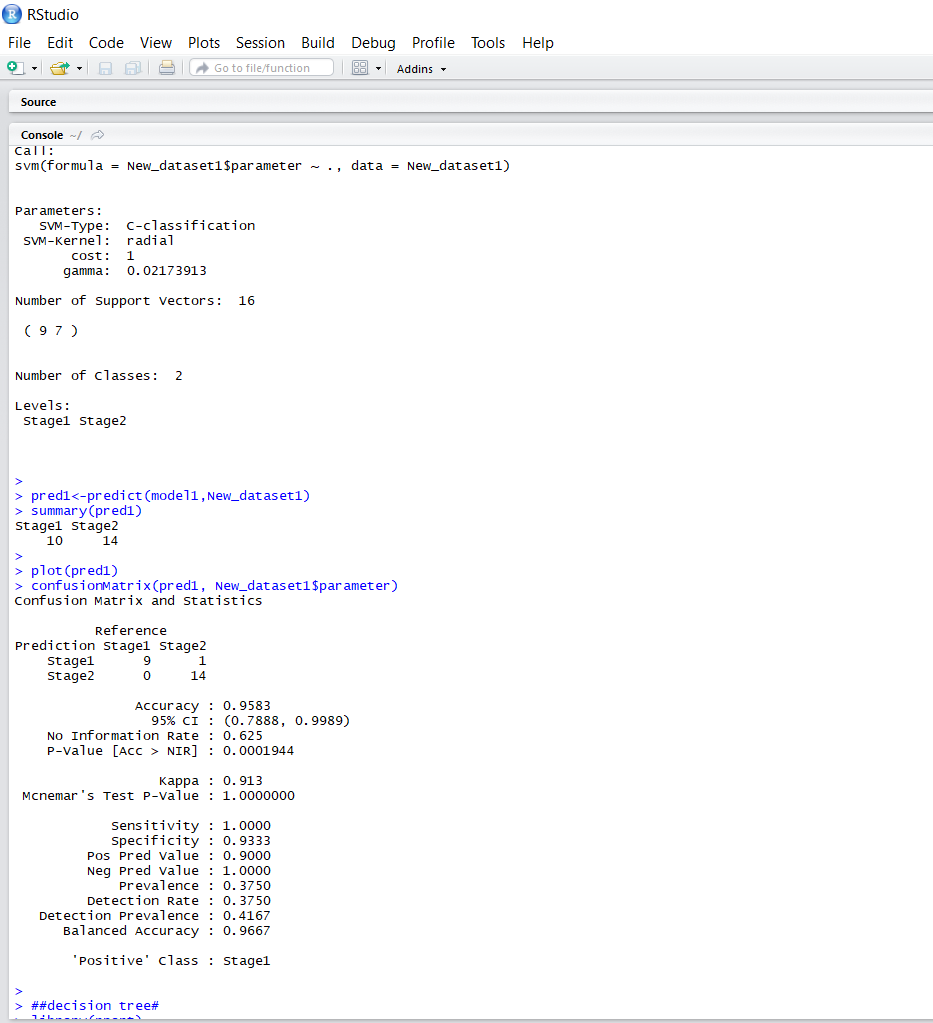 RStudio
File Edit Code View Plots Session Build Debug Profile Tools Help
Go to file/function Addins
Source
Console ~/
Call:
svm(formula = New_dataset1$parameter ~ ., data = New_dataset1)
Parameters:
SVM-Type: C-classification
SVM-Kernel: radial
cost: 1
gamma: 0.02173913
Number of Support Vectors: 16
( 9 7 )
Number of Classes: 2
Levels:
Stage1 Stage2
>
> pred1<-predict(model1,New_dataset1)
> summary(pred1)
Stage1 Stage2
10 14
>
> plot(pred1)
> confusionMatrix(pred1, New_dataset1$parameter)
Confusion Matrix and Statistics
Reference
Prediction Stage1 Stage2
Stage1 9 1
Stage2 0 14
Accuracy : 0.9583
95% CI : (0.7888, 0.9989)
No Information Rate : 0.625
P-Value [Acc > NIR] : 0.0001944
Kappa : 0.913
Mcnemar's Test P-Value : 1.0000000
Sensitivity : 1.0000
Specificity : 0.9333
Pos Pred Value : 0.9000
Neg Pred Value : 1.0000
Prevalence : 0.3750
Detection Rate : 0.3750
Detection Prevalence : 0.4167
Balanced Accuracy : 0.9667
'Positive' Class : Stage1
>
> ##decision tree#